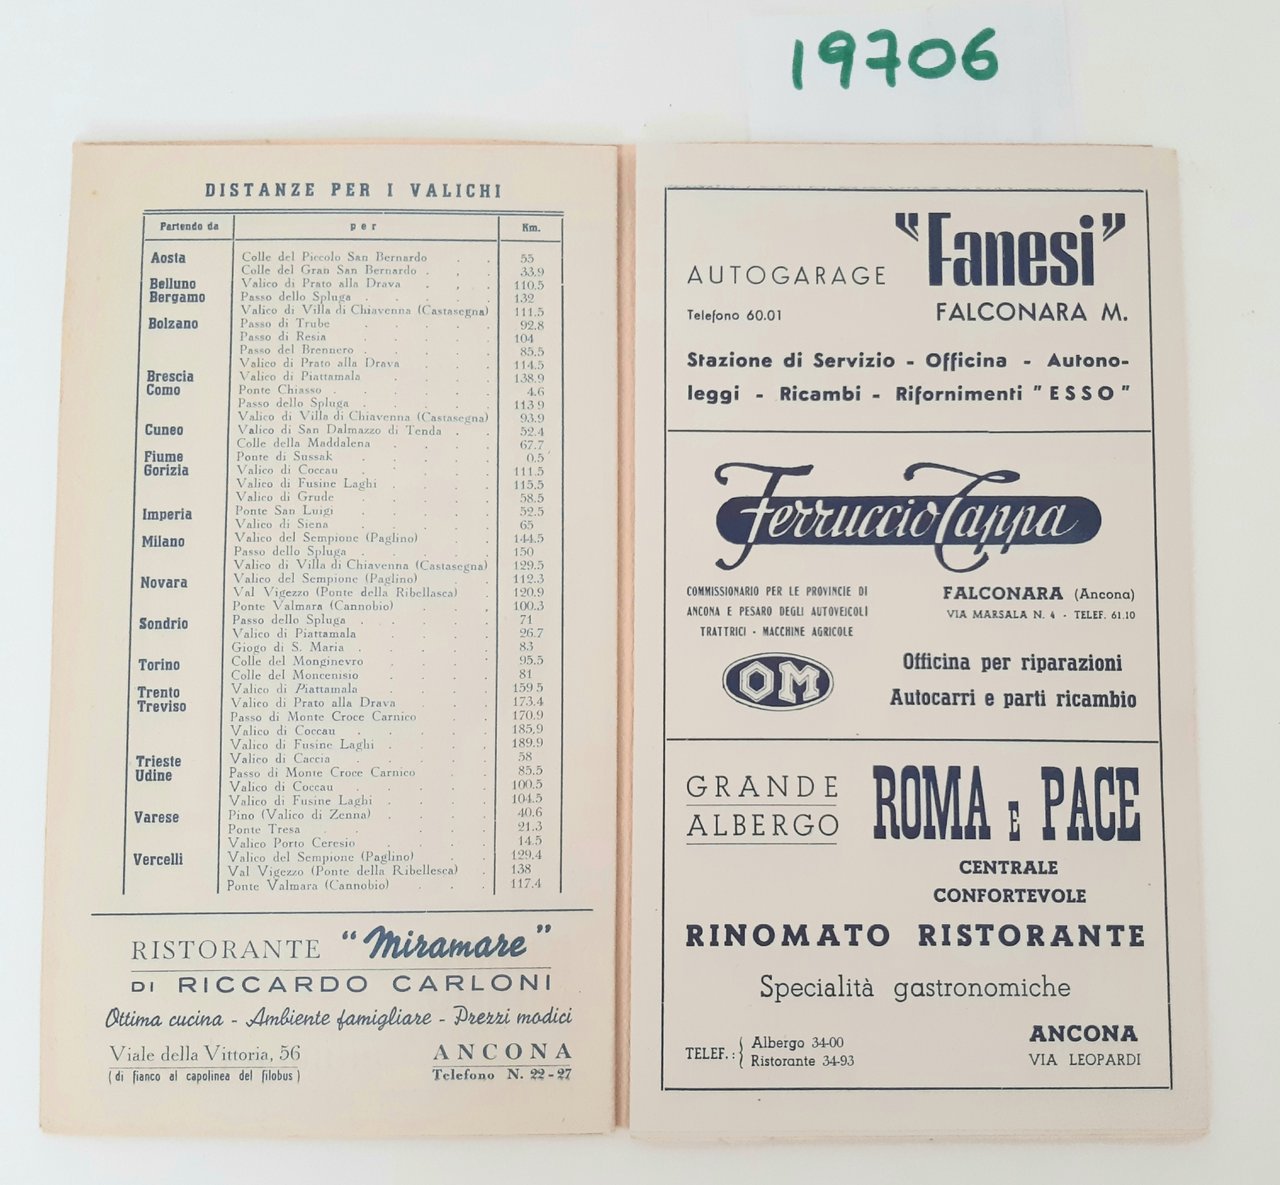 19706
DISTANZE PER I VALICHI
Partendo da per Km.
Aosta Colle del Piccolo San Bernardo . . 55
Colle del Gran San Bernardo . . . 33.9
Belluno Valico di Prato alla Drava . . . 110.5
Bergamo Passo dello Spluga . . . . . 132
Valico di Villa di Chiavenna (Castasegna) 111.5
Bolzano Passo di Trube . . . . . 92.8
Passo di Resia . . . . . 104
Passo del Brennero . . . . . 85.5
Valico di Prato alla Drava . . . 114.5
Brescia Valico di Piattamala . . . . 138.9
Como Ponte Chiasso . . . . . 4.6
Passo dello Spluga . . . . . 113 9
Valico di Villa di Chiavenna (Castasegna) 93.9
Cuneo Valico di San Dalmazzo di Tenda . . 52.4
Colle della Maddalena . . . . 67.7
Fiume Ponte di Sussak . . . . . 0.5
Gorizia Valico di Coccau . . . . . 111.5
Valico di Fusine Laghi . . . . 115.5
Valico di Grude . . . . . 58.5
Imperia Ponte San Luigi . . . . . 52.5
Valico di Siena . . . . . 65
Milano Valico del Sempione (Paglino) . . 144.5
Passo dello Spluga . . . . . 150
Valico di Villa di Chiavenna (Castasegna) 129.5
Novara Valico del Sempione (Paglino) . . 112.3
Val Vigezzo (Ponte della Ribellasca) . 120.9
Ponte Valmara (Cannobio) . . . 100.3
Sondrio Passo dello Spluga . . . . . 71
Valico di Piattamala . . . . 26.7
Giogo di S. Maria . . . . . 83
Torino Colle del Monginevro . . . . 95.5
Colle del Moncenisio . . . . 81
Trento Valico di Piattamala . . . . 159 5
Treviso Valico di Prato alla Drava . . . 173.4
Passo di Monte Croce Carnico . . 170.9
Valico di Coccau . . . . . 185,9
Valico di Fusine Laghi . . . . 189.9
Trieste Valico di Caccia . . . . . 58
Udine Passo di Monte Croce Carnico . . 85.5
Valico di Coccau . . . . . 100.5
Valico di Fusine Laghi . . . . 104.5
Varese Pino (Valico di Zenna) . . . . 40.6
Ponte Tresa . . . . . 21.3
Valico Porto Ceresio . . . . 14.5
Vercelli Valico del Sempione (Paglino) . . 129.4
Val Vigezzo (Ponte della Ribellesca) . 138
Ponte Valmara (Cannobio) . . . 117.4
RISTORANTE "Miramare"
DI RICCARDO CARLONI
Ottima cucina - Ambiente famigliare - Prezzi modici
Viale della Vittoria, 56 ANCONA
(di fianco al capolinea del filobus) Telefono N. 22-27
AUTOGARAGE "Fanesi"
Telefono 60.01 FALCONARA M.
Stazione di Servizio - Officina - Autono-
leggi - Ricambi - Rifornimenti "ESSO"
Ferruccio Tappa
COMMISSIONARIO PER LE PROVINCIE DI
ANCONA E PESARO DEGLI AUTOVEICOLI
TRATTRICI - MACCHINE AGRICOLE
OM
FALCONARA (Ancona)
VIA MARSALA N. 4 - TELEF. 61.10
Officina per riparazioni
Autocarri e parti ricambio
GRANDE
ALBERGO
ROMA E PACE
CENTRALE
CONFORTEVOLE
RINOMATO RISTORANTE
Specialità gastronomiche
TELEF.: { Albergo 34-00
Ristorante 34-93
ANCONA
VIA LEOPARDI